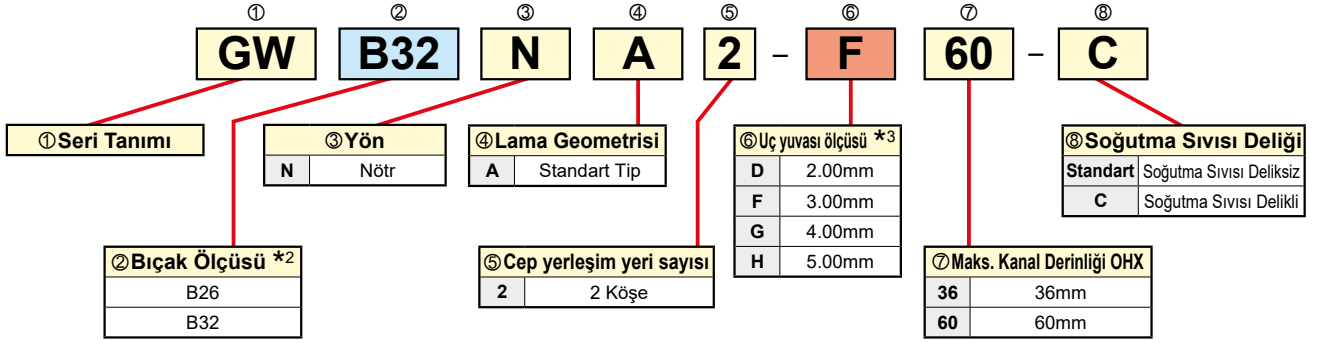 ① ② ③ ④ ⑤ ⑥ ⑦ ⑧
GW B32 N A 2 – F 60 – C
①Seri Tanımı
②Bıçak Ölçüsü *2
B26
B32
③Yön
N Nötr
④Lama Geometrisi
A Standart Tip
⑤Cep yerleşim yeri sayısı
2 2 Köşe
⑥Uç yuvası ölçüsü *3
D 2.00mm
F 3.00mm
G 4.00mm
H 5.00mm
⑦Maks. Kanal Derinliği OHX
36 36mm
60 60mm
⑧Soğutma Sıvısı Deliği
Standart Soğutma Sıvısı Deliksiz
C Soğutma Sıvısı Delikli